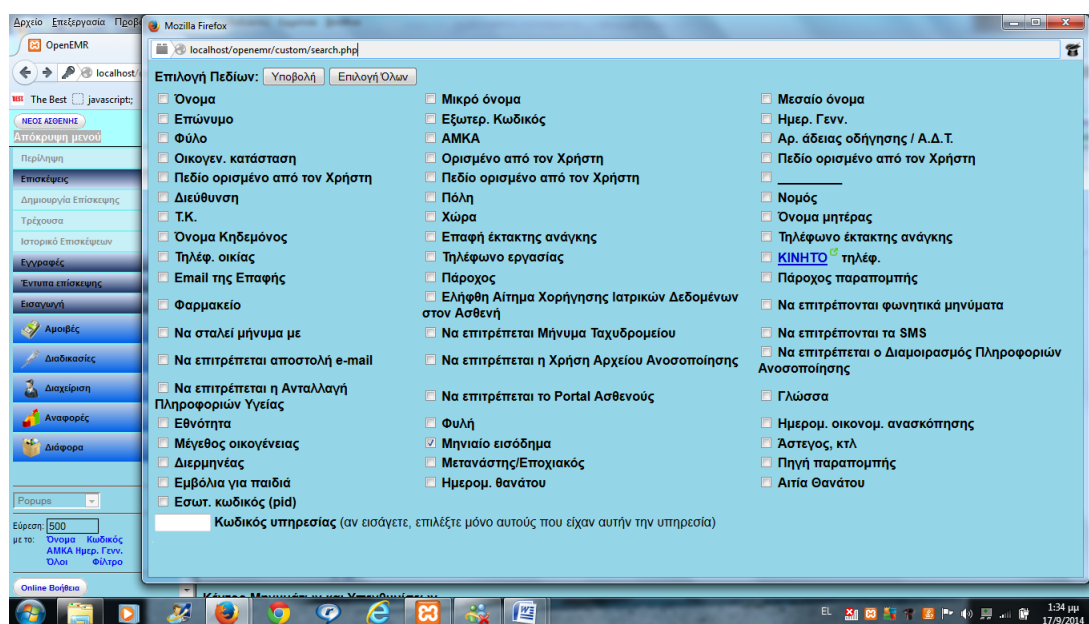 Αρχείο Επεξεργασία Προβ
Mozilla Firefox
OpenEMR
localhost/openemr/custom/search.php
localhost/
The Best javascript:;
ΝΕΟΣ ΑΣΘΕΝΗΣ
Απόκρυψη μενού
Περίληψη
Επισκέψεις
Δημιουργία Επίσκεψης
Τρέχουσα
Ιστορικό Επισκέψεων
Εγγραφές
Έντυπα επίσκεψης
Εισαγωγή
Αμοιβές
Διαδικασίες
Διαχείριση
Αναφορές
Διάφορα
Popups
Εύρεση: 500
με το: Όνομα Κωδικός
ΑΜΚΑ Ημερ. Γενν.
Όλοι Φίλτρο
Online Βοήθεια
Επιλογή Πεδίων: Υποβολή Επιλογή Όλων
Όνομα Μικρό όνομα Μεσαίο όνομα
Επώνυμο Εξωτερ. Κωδικός Ημερ. Γενν.
Φύλο ΑΜΚΑ Αρ. άδειας οδήγησης / Α.Δ.Τ.
Οικογεν. κατάσταση Ορισμένο από τον Χρήστη Πεδίο ορισμένο από τον Χρήστη
Πεδίο ορισμένο από τον Χρήστη Πεδίο ορισμένο από τον Χρήστη __________
Διεύθυνση Πόλη Νομός
Τ.Κ. Χώρα Όνομα μητέρας
Όνομα Κηδεμόνος Επαφή έκτακτης ανάγκης Τηλέφωνο έκτακτης ανάγκης
Τηλέφ. οικίας Τηλέφωνο εργασίας ΚΙΝΗΤΟ τηλέφ.
Email της Επαφής Πάροχος Πάροχος παραπομπής
Φαρμακείο Ελήφθη Αίτημα Χορήγησης Ιατρικών Δεδομένων Να επιτρέπονται φωνητικά μηνύματα
στον Ασθενή
Να σταλεί μήνυμα με Να επιτρέπεται Μήνυμα Ταχυδρομείου Να επιτρέπονται τα SMS
Να επιτρέπεται αποστολή e-mail Να επιτρέπεται η Χρήση Αρχείου Ανοσοποίησης Να επιτρέπεται ο Διαμοιρασμός Πληροφοριών
Ανοσοποίησης
Να επιτρέπεται η Ανταλλαγή Να επιτρέπεται το Portal Ασθενούς Γλώσσα
Πληροφοριών Υγείας
Εθνότητα Φυλή Ημερομ. οικονομ. ανασκόπησης
Μέγεθος οικογένειας Μηνιαίο εισόδημα Άστεγος, κτλ
Διερμηνέας Μετανάστης/Εποχιακός Πηγή παραπομπής
Εμβόλια για παιδιά Ημερομ. θανάτου Αιτία Θανάτου
Εσωτ. κωδικός (pid)
Κωδικός υπηρεσίας (αν εισάγετε, επιλέξτε μόνο αυτούς που είχαν αυτήν την υπηρεσία)
EL 1:34 μμ
17/9/2014